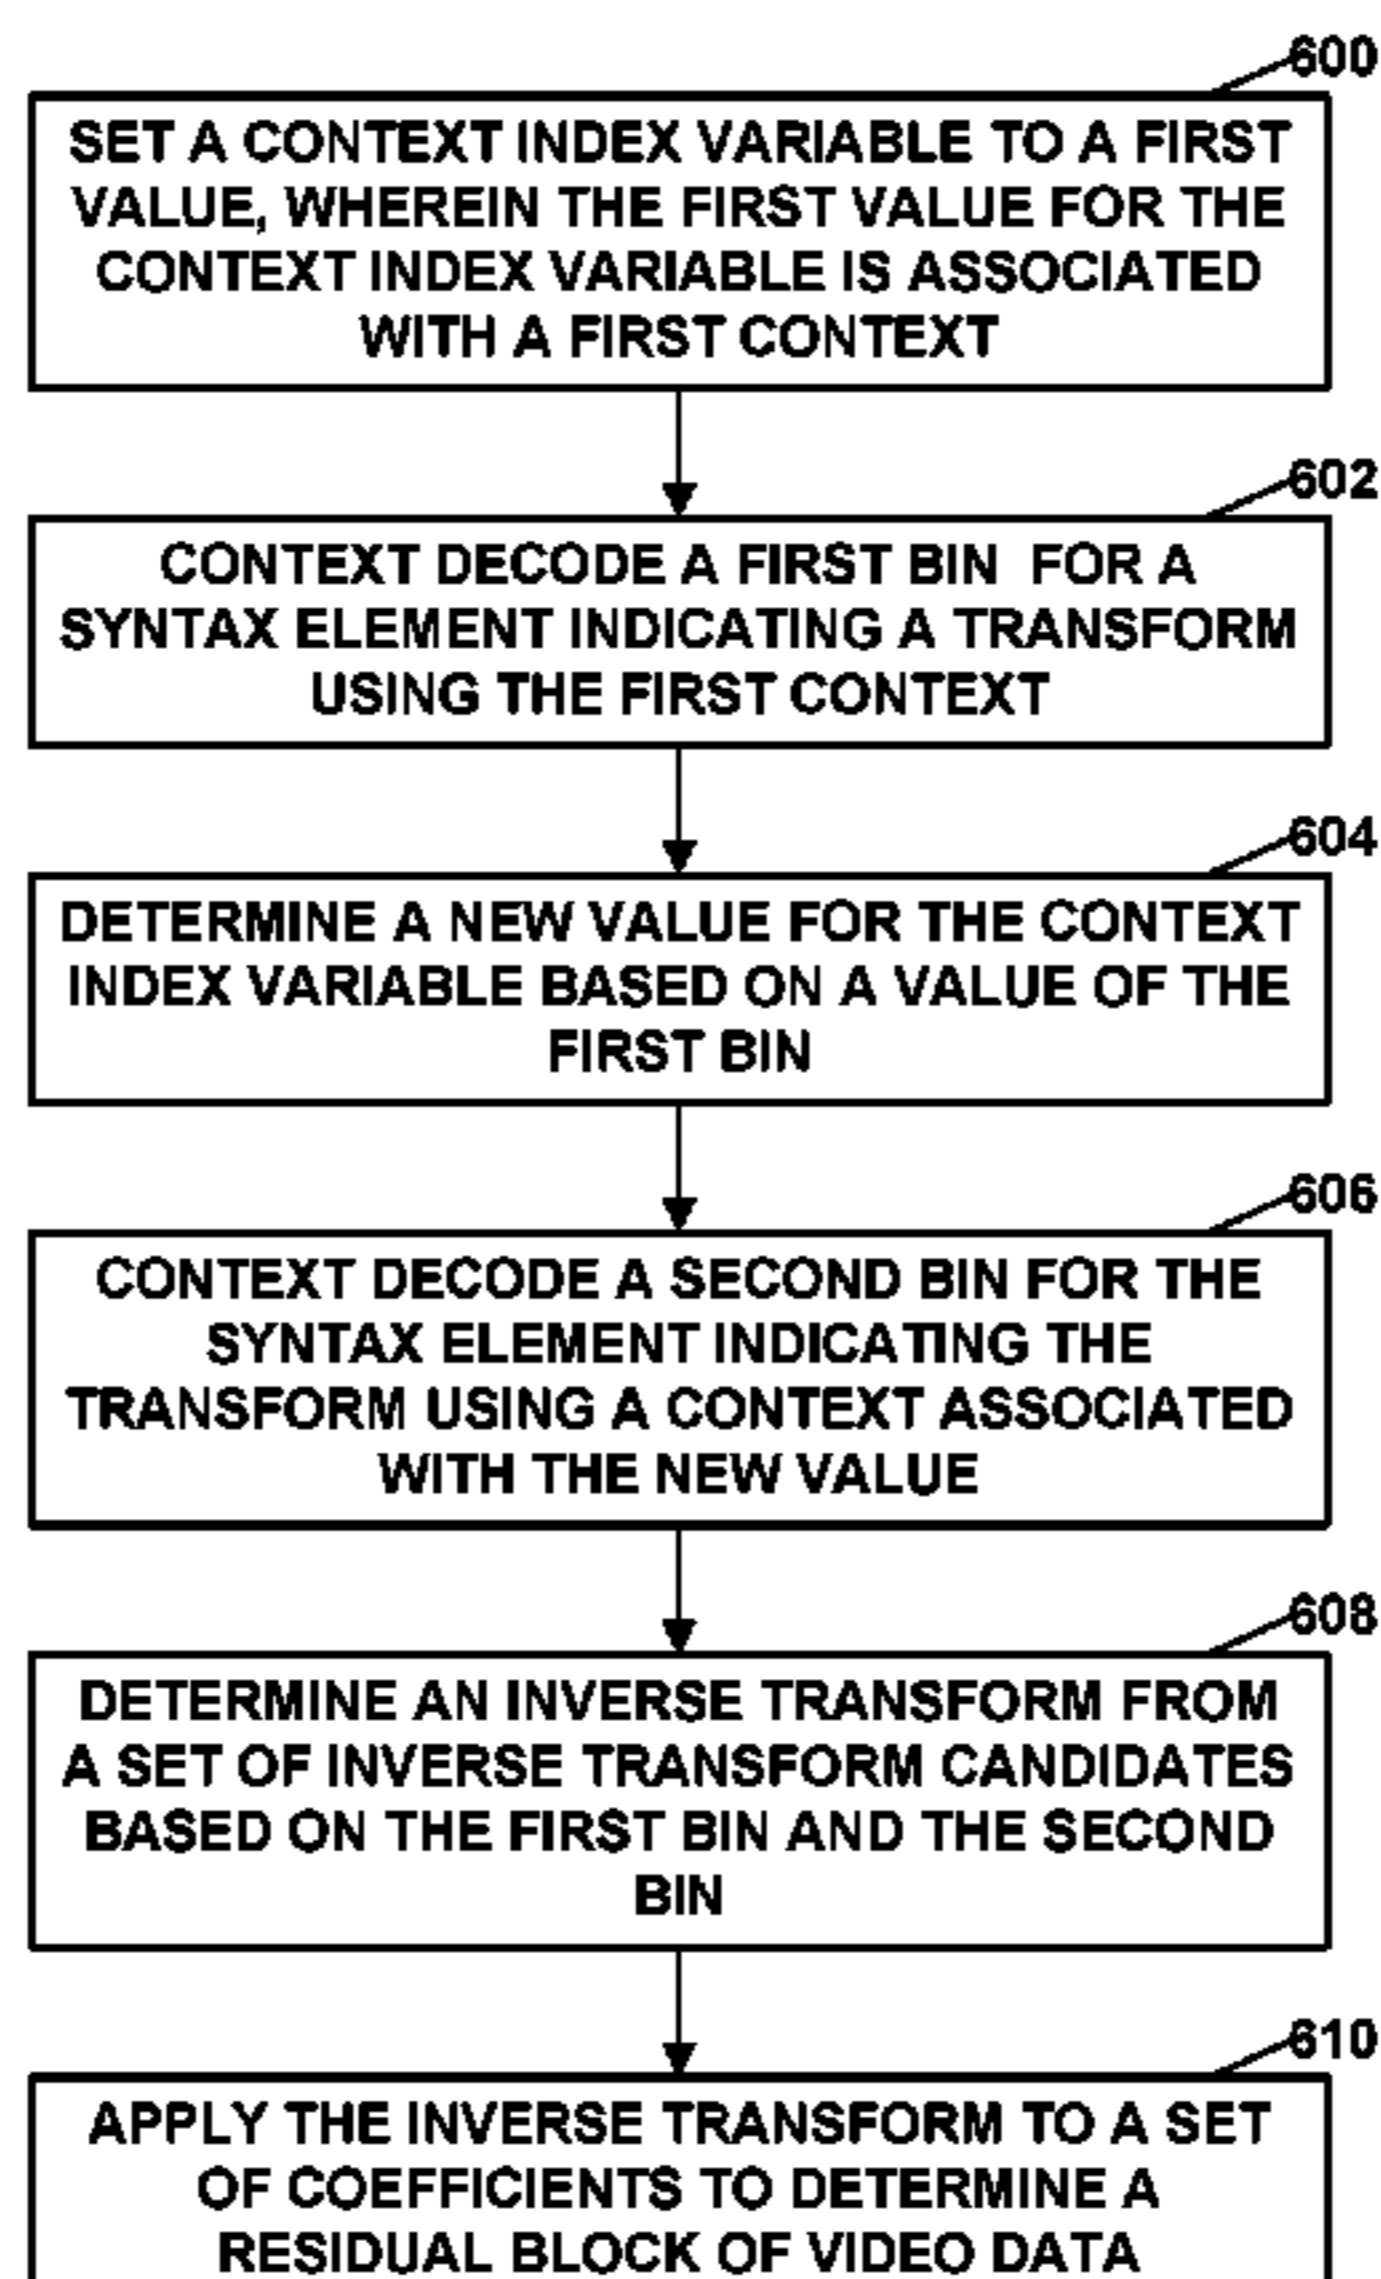 600
SET A CONTEXT INDEX VARIABLE TO A FIRST
VALUE, WHEREIN THE FIRST VALUE FOR THE
CONTEXT INDEX VARIABLE IS ASSOCIATED
WITH A FIRST CONTEXT
602
CONTEXT DECODE A FIRST BIN FOR A
SYNTAX ELEMENT INDICATING A TRANSFORM
USING THE FIRST CONTEXT
604
DETERMINE A NEW VALUE FOR THE CONTEXT
INDEX VARIABLE BASED ON A VALUE OF THE
FIRST BIN
606
CONTEXT DECODE A SECOND BIN FOR THE
SYNTAX ELEMENT INDICATING THE
TRANSFORM USING A CONTEXT ASSOCIATED
WITH THE NEW VALUE
608
DETERMINE AN INVERSE TRANSFORM FROM
A SET OF INVERSE TRANSFORM CANDIDATES
BASED ON THE FIRST BIN AND THE SECOND
BIN
610
APPLY THE INVERSE TRANSFORM TO A SET
OF COEFFICIENTS TO DETERMINE A
RESIDUAL BLOCK OF VIDEO DATA